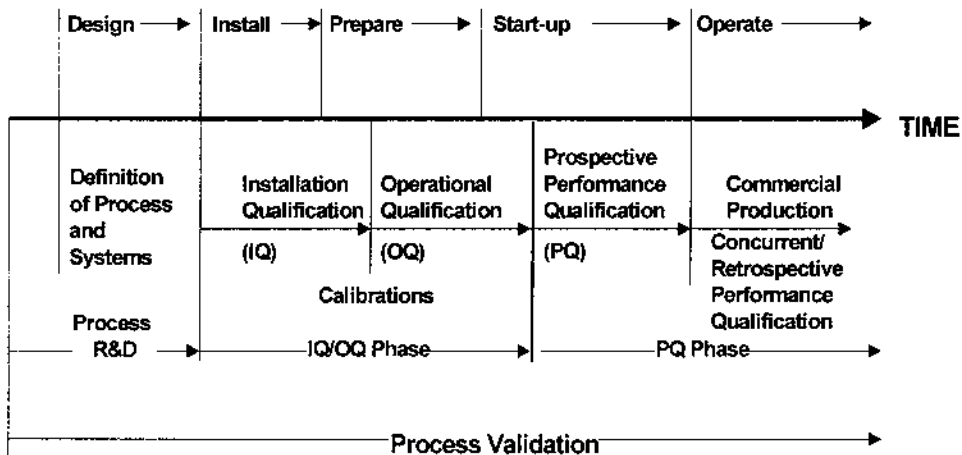 Design
Install
Prepare
Start-up
Operate
TIME
Definition
of Process
and
Systems
Installation
Qualification
(IQ)
Operational
Qualification
(OQ)
Prospective
Performance
Qualification
(PQ)
Commercial
Production
Concurrent/
Retrospective
Performance
Qualification
Calibrations
Process
R&D
IQ/OQ Phase
PQ Phase
Process Validation